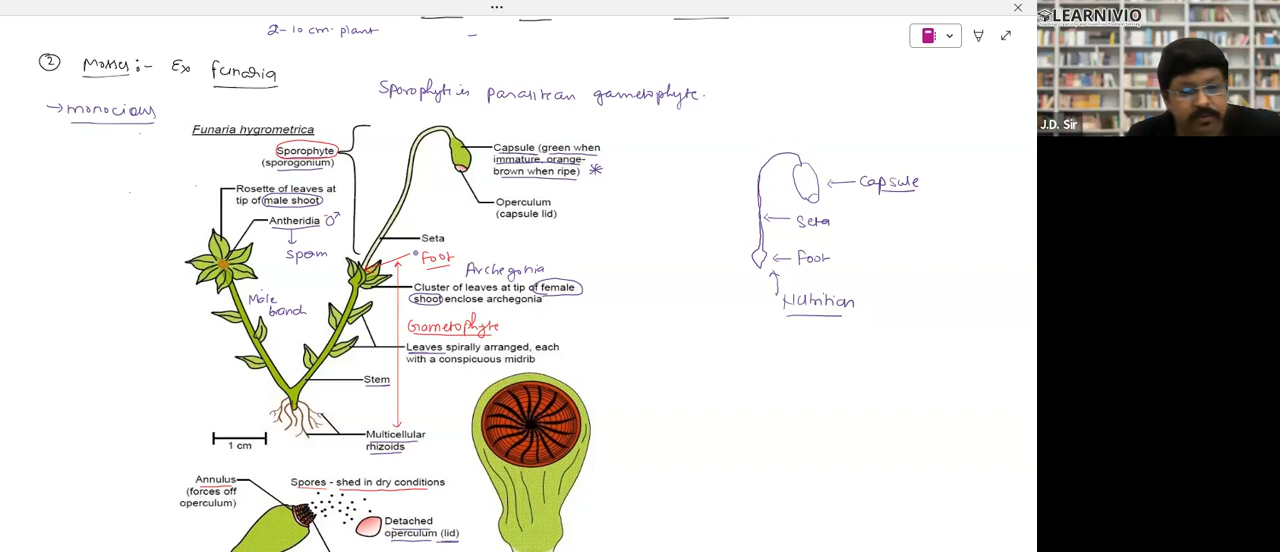 2-10 cm. plant
LEARNIVIO
J.D. Sir
② Mosses :- Ex Funaria
→ monocious
Sporophyte is parasite an gametophyte.
Funaria hygrometrica
Sporophyte
(sporogonium)
Capsule (green when
immature, orange-
brown when ripe) *
Operculum
(capsule lid)
Rosette of leaves at
tip of male shoot
Antheridia ♂
sperm
Seta
Foot
Archegonia
Cluster of leaves at tip of female
shoot enclose archegonia
Male
branch
Gametophyte
Leaves spirally arranged, each
with a conspicuous midrib
Stem
Multicellular
rhizoids
1 cm
Capsule
Seta
Foot
Nutrition
Annulus
(forces off
operculum)
Spores - shed in dry conditions
Detached
operculum (lid)